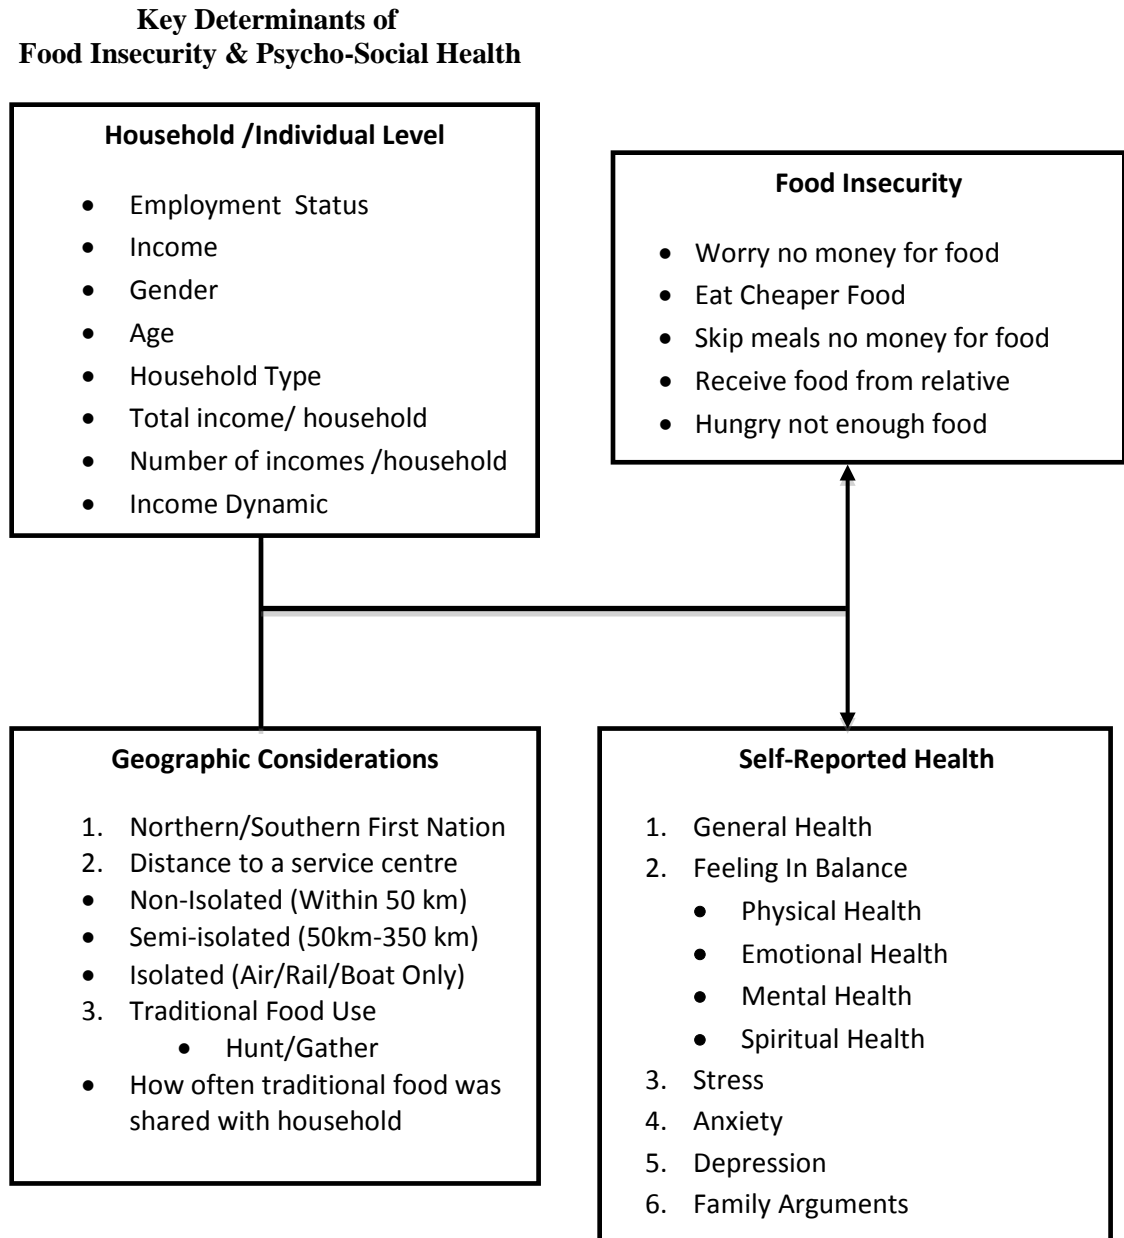 Key Determinants of
Food Insecurity & Psycho-Social Health
Household /Individual Level
• Employment  Status
• Income
• Gender
• Age
• Household Type
• Total income/ household
• Number of incomes /household
• Income Dynamic
Food Insecurity
• Worry no money for food
• Eat Cheaper Food
• Skip meals no money for food
• Receive food from relative
• Hungry not enough food
Geographic Considerations
1. Northern/Southern First Nation
2. Distance to a service centre
• Non-Isolated (Within 50 km)
• Semi-isolated (50km-350 km)
• Isolated (Air/Rail/Boat Only)
3. Traditional Food Use
• Hunt/Gather
• How often traditional food was
shared with household
Self-Reported Health
1. General Health
2. Feeling In Balance
• Physical Health
• Emotional Health
• Mental Health
• Spiritual Health
3. Stress
4. Anxiety
5. Depression
6. Family Arguments